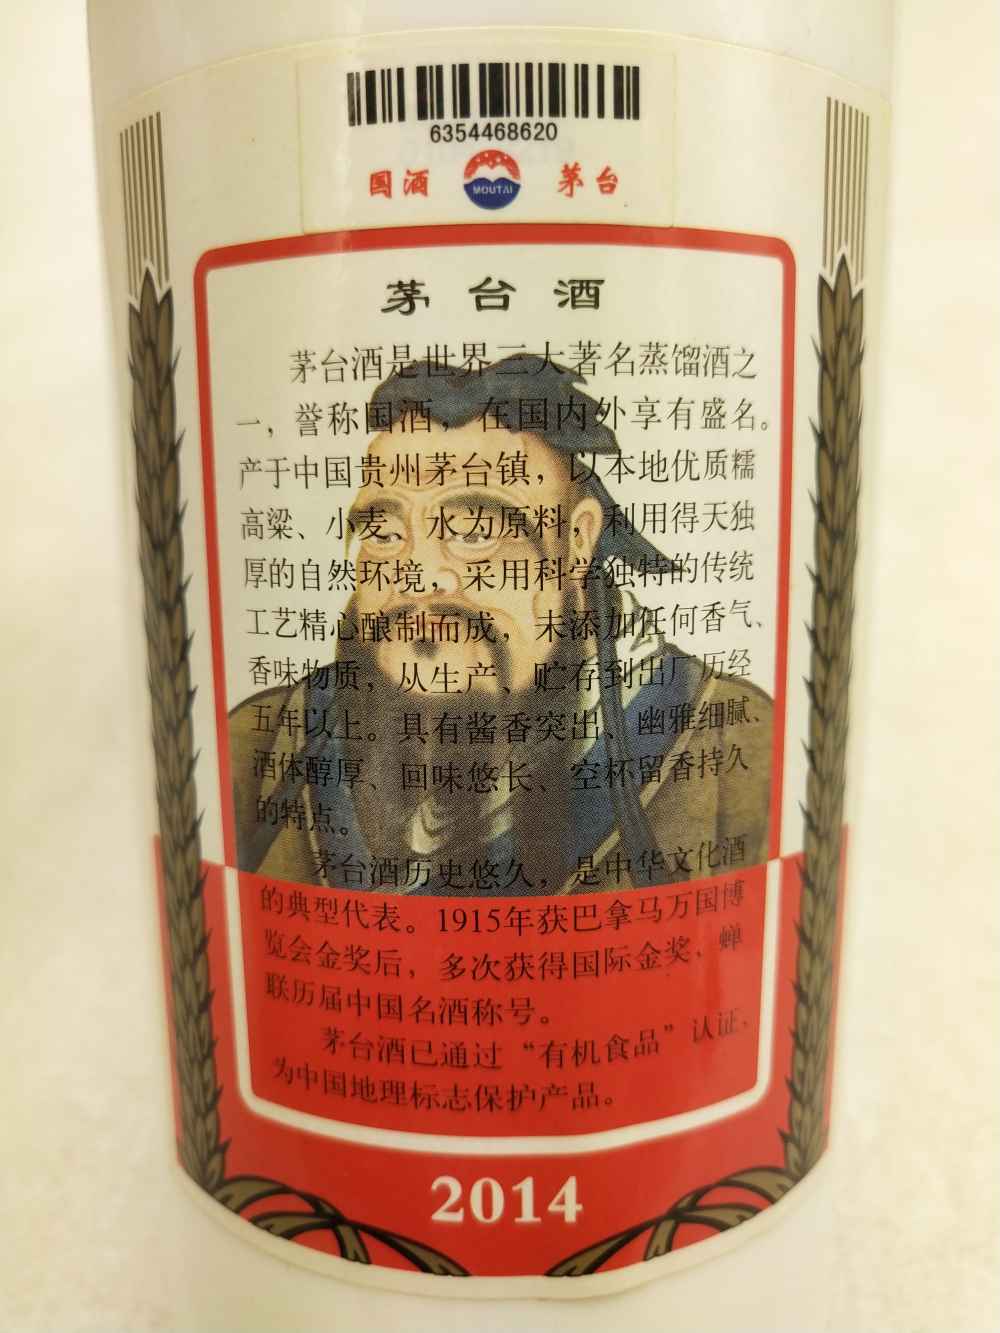 6354468620
国酒 MOUTAI 茅台
茅台酒
茅台酒是世界三大著名蒸馏酒之
一，誉称国酒，在国内外享有盛名。
产于中国贵州茅台镇，以本地优质糯
高粱、小麦、水为原料，利用得天独
厚的自然环境，采用科学独特的传统
工艺精心酿制而成，未添加任何香气、
香味物质，从生产、贮存到出厂历经
五年以上。具有酱香突出、幽雅细腻、
酒体醇厚、回味悠长、空杯留香持久
的特点。
茅台酒历史悠久，是中华文化酒
的典型代表。1915年获巴拿马万国博
览会金奖后，多次获得国际金奖、蝉
联历届中国名酒称号。
茅台酒已通过“有机食品”认证，
为中国地理标志保护产品。
2014